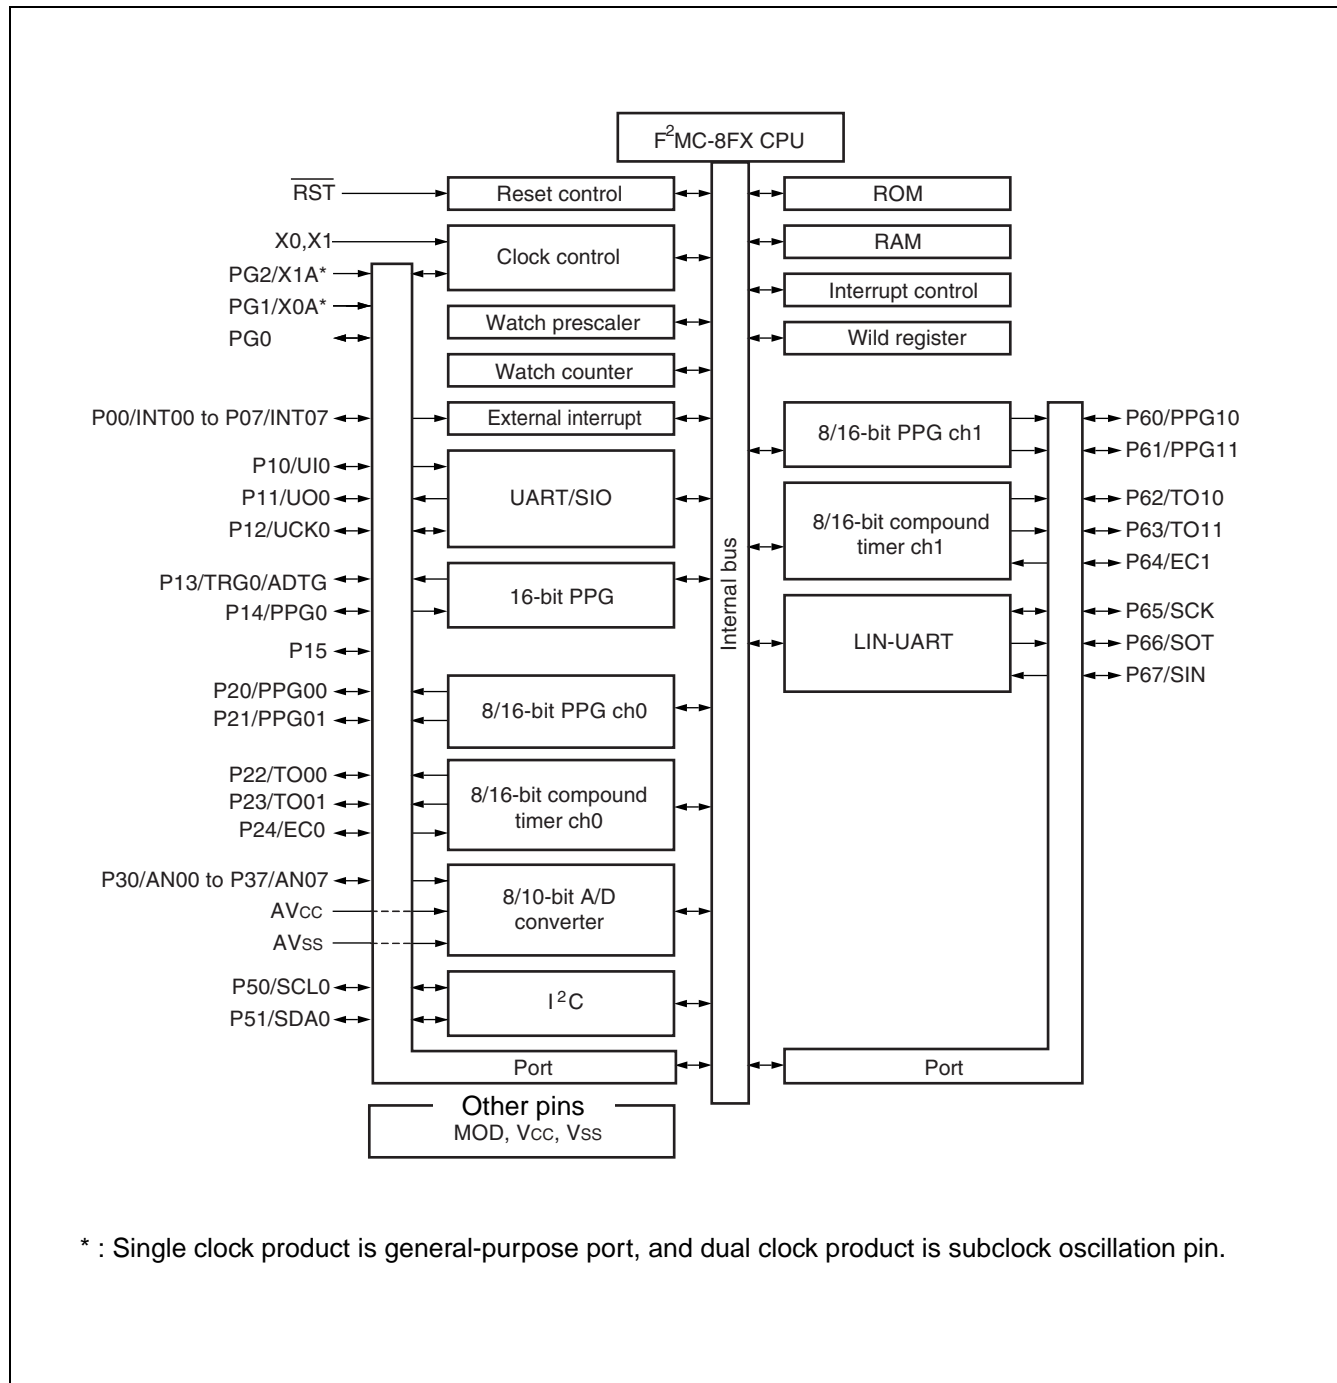 F²MC-8FX CPU
RST
Reset control
ROM
X0,X1
Clock control
RAM
PG2/X1A*
PG1/X0A*
Interrupt control
PG0
Watch prescaler
Wild register
Watch counter
P00/INT00 to P07/INT07
External interrupt
8/16-bit PPG ch1
P60/PPG10
P61/PPG11
P10/UI0
P11/UO0
P12/UCK0
UART/SIO
Internal bus
8/16-bit compound
timer ch1
P62/TO10
P63/TO11
P64/EC1
P13/TRG0/ADTG
P14/PPG0
16-bit PPG
P15
LIN-UART
P65/SCK
P66/SOT
P67/SIN
P20/PPG00
P21/PPG01
8/16-bit PPG ch0
P22/TO00
P23/TO01
P24/EC0
8/16-bit compound
timer ch0
P30/AN00 to P37/AN07
AVCC
AVSS
8/10-bit A/D
converter
P50/SCL0
P51/SDA0
I²C
Port
Port
Other pins
MOD, VCC, VSS
* : Single clock product is general-purpose port, and dual clock product is subclock oscillation pin.